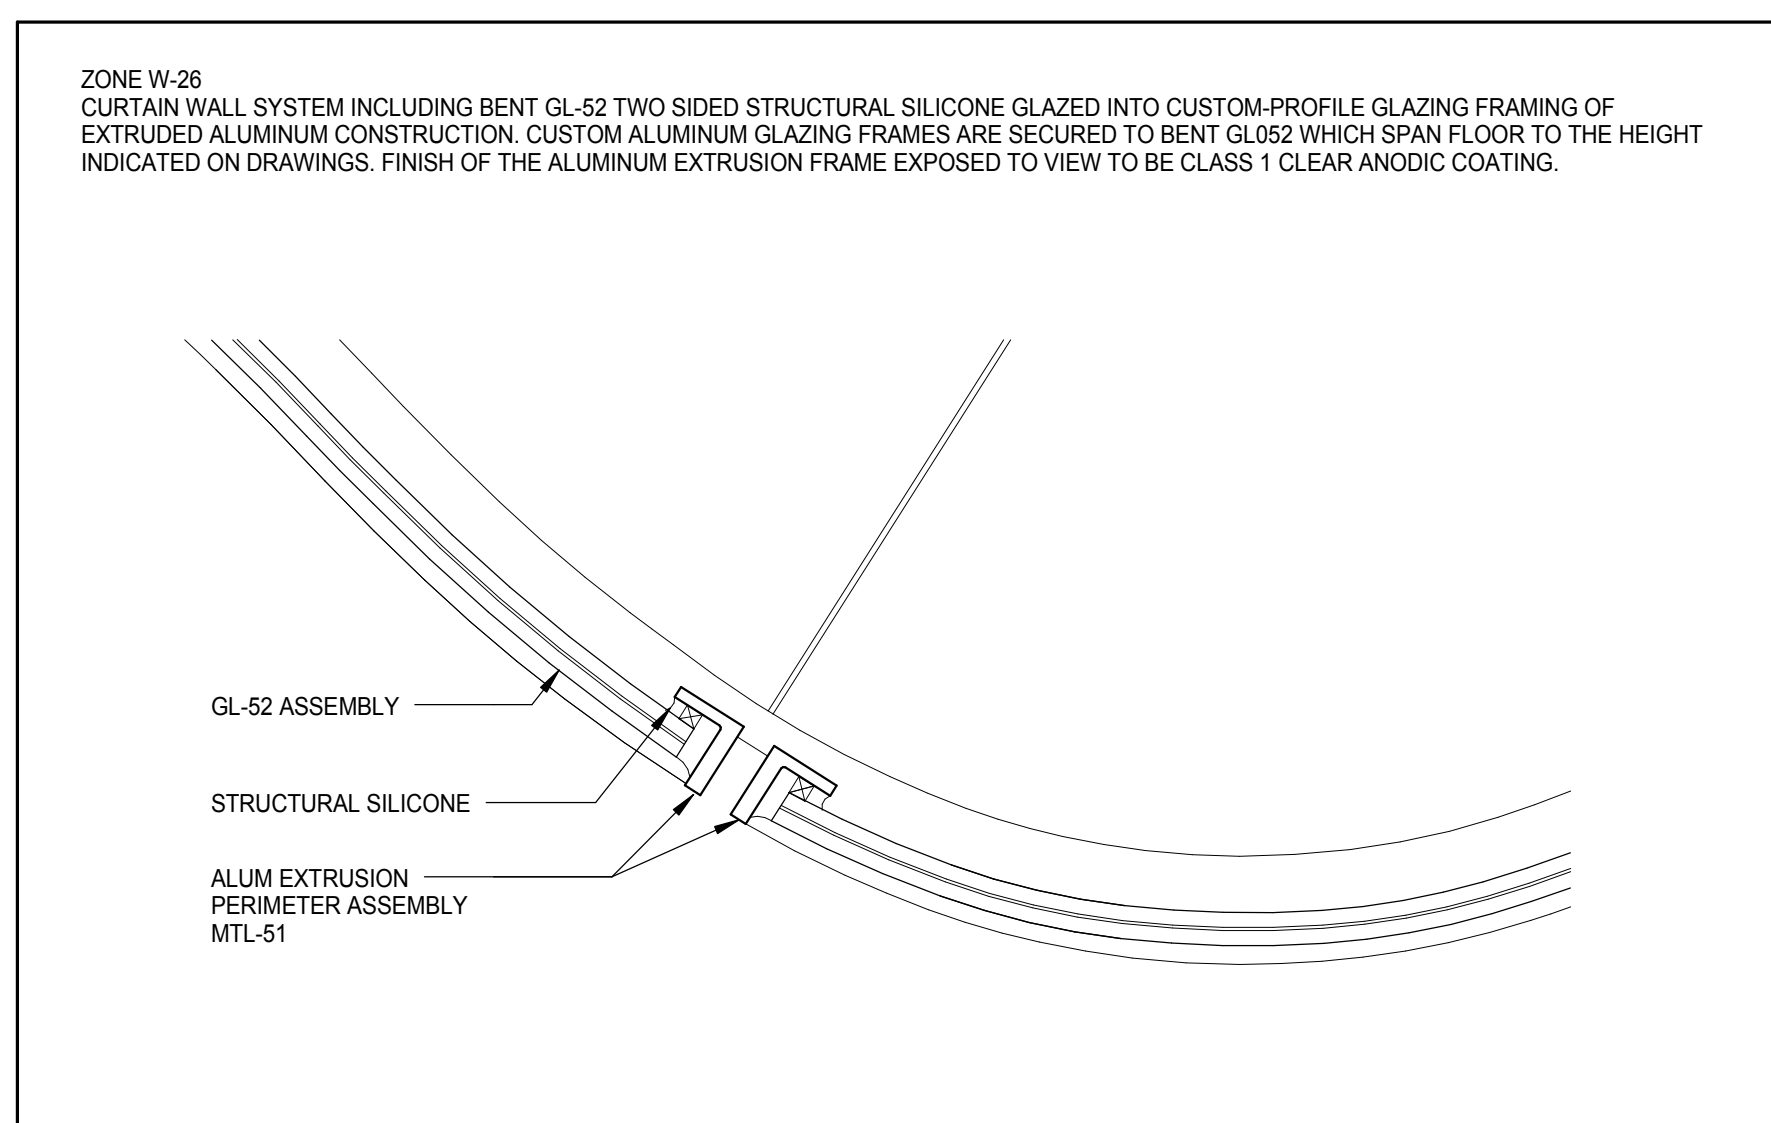 ZONE W-26
CURTAIN WALL SYSTEM INCLUDING BENT GL-52 TWO SIDED STRUCTURAL SILICONE GLAZED INTO CUSTOM-PROFILE GLAZING FRAMING OF
EXTRUDED ALUMINUM CONSTRUCTION. CUSTOM ALUMINUM GLAZING FRAMES ARE SECURED TO BENT GL052 WHICH SPAN FLOOR TO THE HEIGHT
INDICATED ON DRAWINGS. FINISH OF THE ALUMINUM EXTRUSION FRAME EXPOSED TO VIEW TO BE CLASS 1 CLEAR ANODIC COATING.
GL-52 ASSEMBLY
STRUCTURAL SILICONE
ALUM EXTRUSION
PERIMETER ASSEMBLY
MTL-51